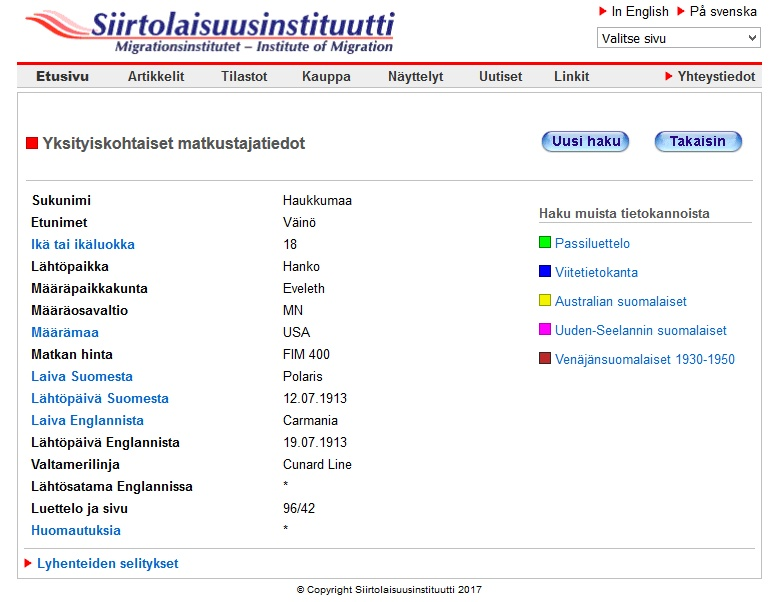 Siirtolaisuusinstituutti
Migrationsinstitutet – Institute of Migration
In English På svenska
Valitse sivu
Etusivu Artikkelit Tilastot Kauppa Näyttelyt Uutiset Linkit Yhteystiedot
Yksityiskohtaiset matkustajatiedot
Uusi haku Takaisin
Sukunimi Haukkumaa
Etunimet Väinö
Ikä tai ikäluokka 18
Lähtöpaikka Hanko
Määräpaikkakunta Eveleth
Määräosavaltio MN
Määrämaa USA
Matkan hinta FIM 400
Laiva Suomesta Polaris
Lähtöpäivä Suomesta 12.07.1913
Laiva Englannista Carmania
Lähtöpäivä Englannista 19.07.1913
Valtamerilinja Cunard Line
Lähtösatama Englannissa *
Luettelo ja sivu 96/42
Huomautuksia *
Haku muista tietokannoista
Passiluettelo
Viitetietokanta
Australian suomalaiset
Uuden-Seelannin suomalaiset
Venäjänsuomalaiset 1930-1950
Lyhenteiden selitykset
© Copyright Siirtolaisuusinstituutti 2017